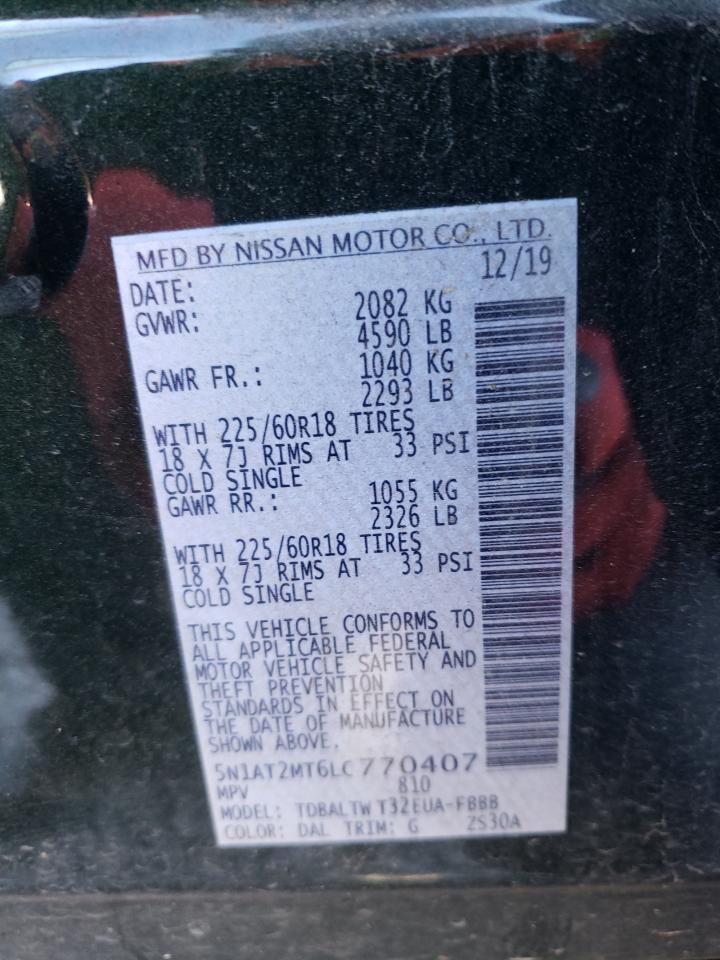 MFD BY NISSAN MOTOR CO., LTD.
DATE: 12/19
GVWR: 2082 KG
4590 LB
GAWR FR.: 1040 KG
2293 LB
WITH 225/60R18 TIRES
18 X 7J RIMS AT 33 PSI
COLD SINGLE
GAWR RR.: 1055 KG
2326 LB
WITH 225/60R18 TIRES
18 X 7J RIMS AT 33 PSI
COLD SINGLE
THIS VEHICLE CONFORMS TO
ALL APPLICABLE FEDERAL
MOTOR VEHICLE SAFETY AND
THEFT PREVENTION
STANDARDS IN EFFECT ON
THE DATE OF MANUFACTURE
SHOWN ABOVE.
5N1AT2MT6LC770407
MPV 810
MODEL: TDBALTW T32EUA-FBBB
COLOR: DAL TRIM: G ZS30A